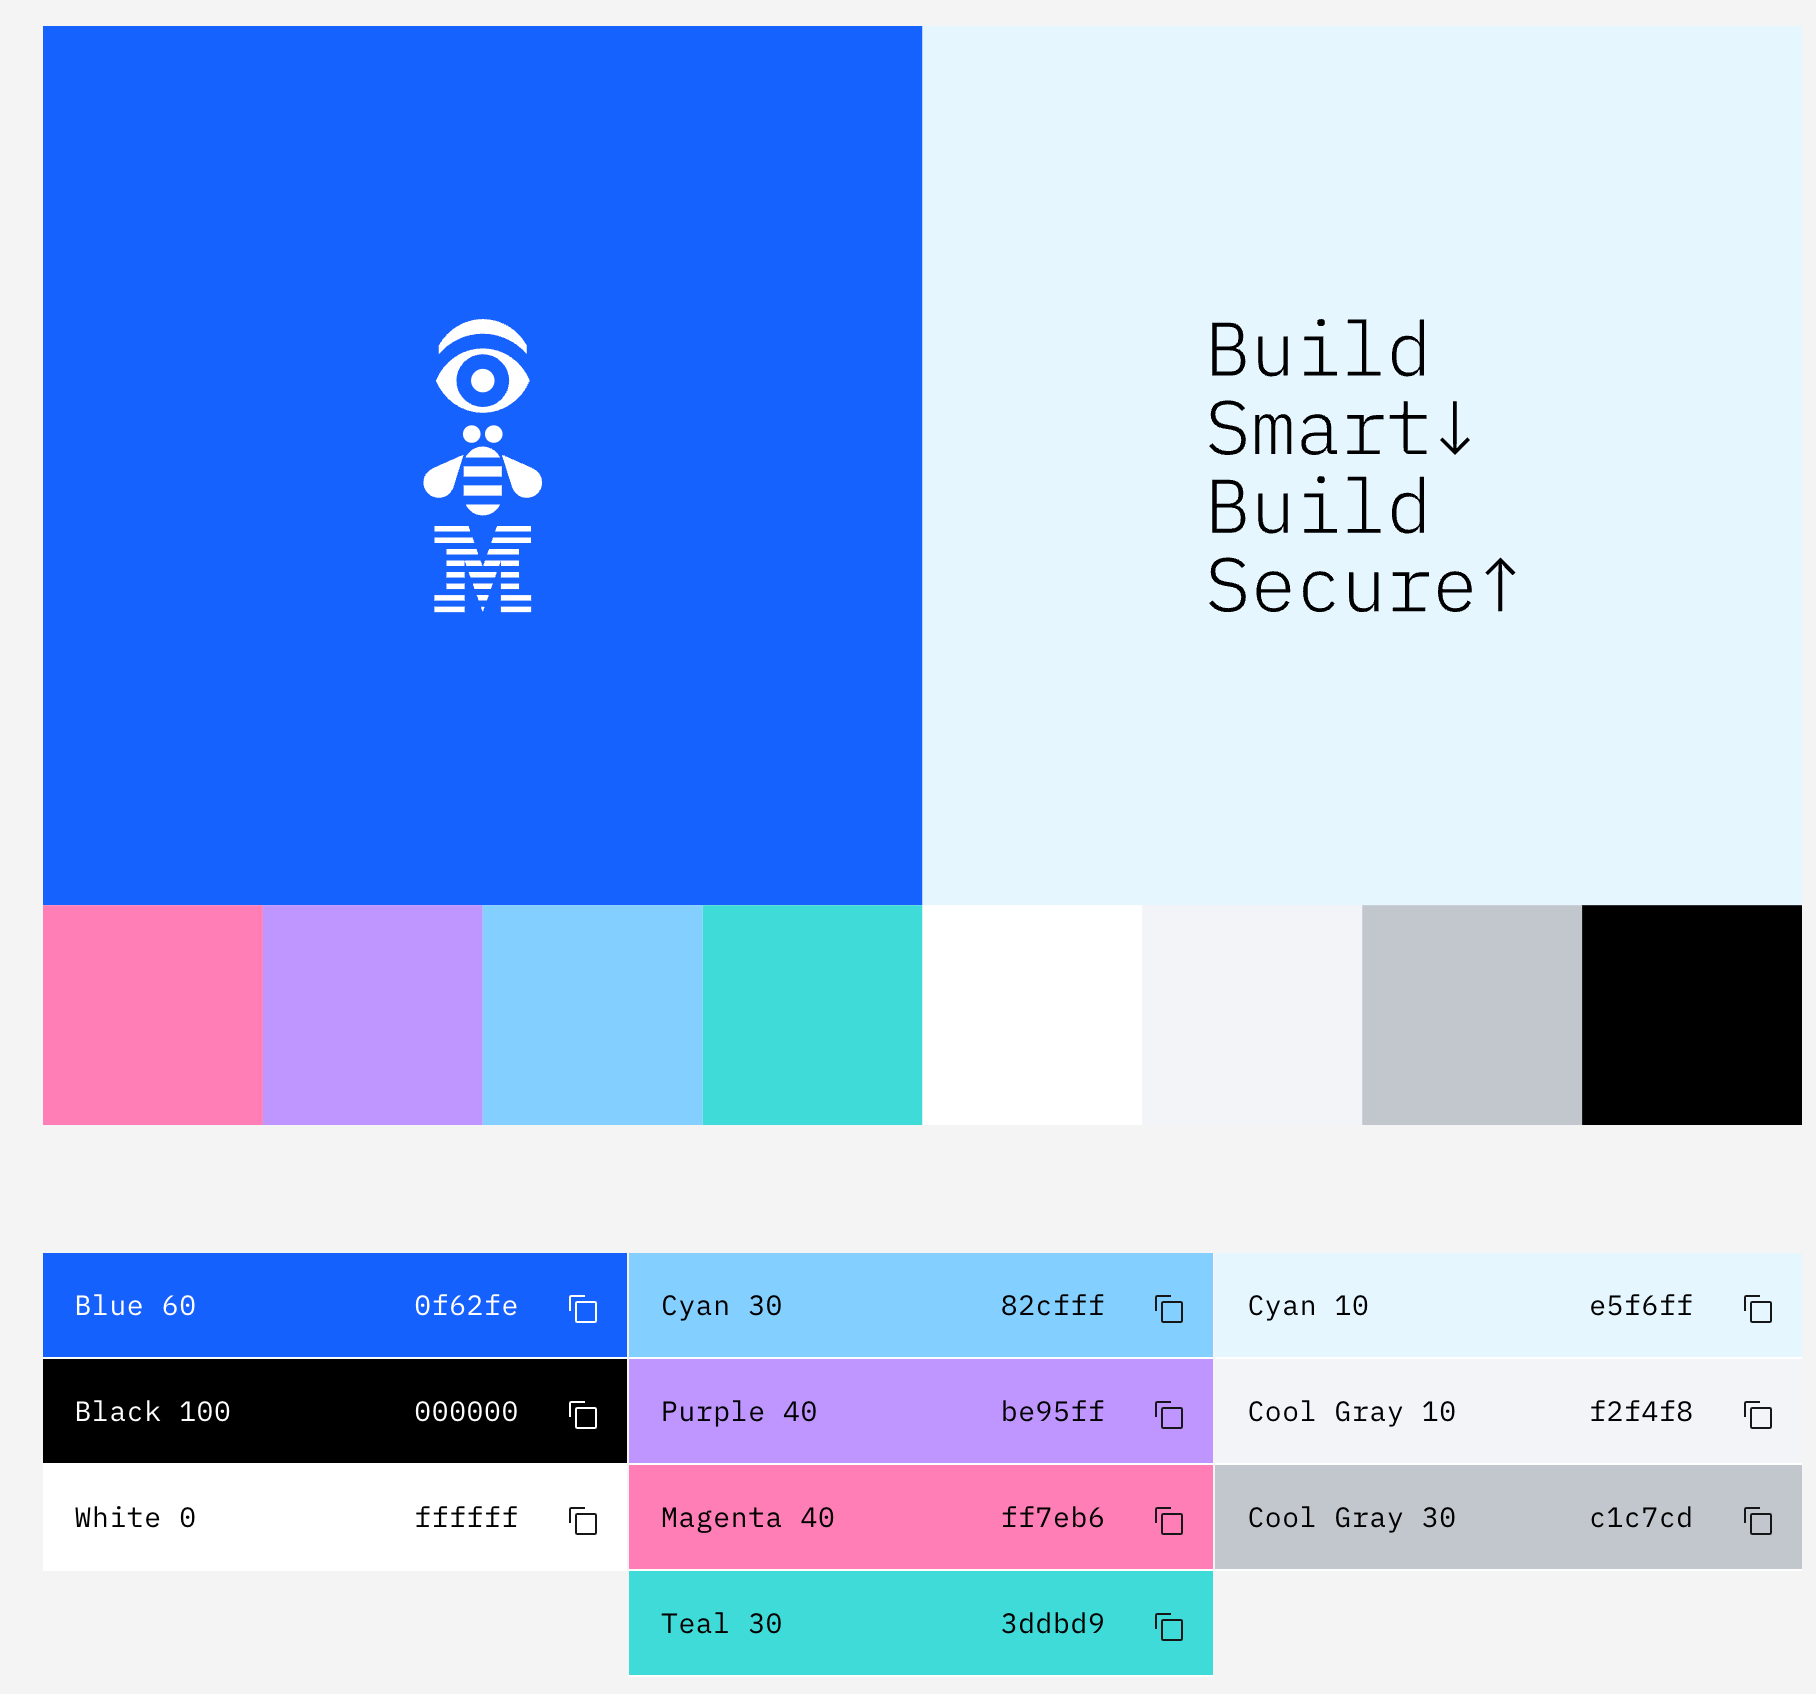 M
Build
Smart↓
Build
Secure↑
Blue 60 0f62fe
Cyan 30 82cfff
Cyan 10 e5f6ff
Black 100 000000
Purple 40 be95ff
Cool Gray 10 f2f4f8
White 0 ffffff
Magenta 40 ff7eb6
Cool Gray 30 c1c7cd
Teal 30 3ddbd9